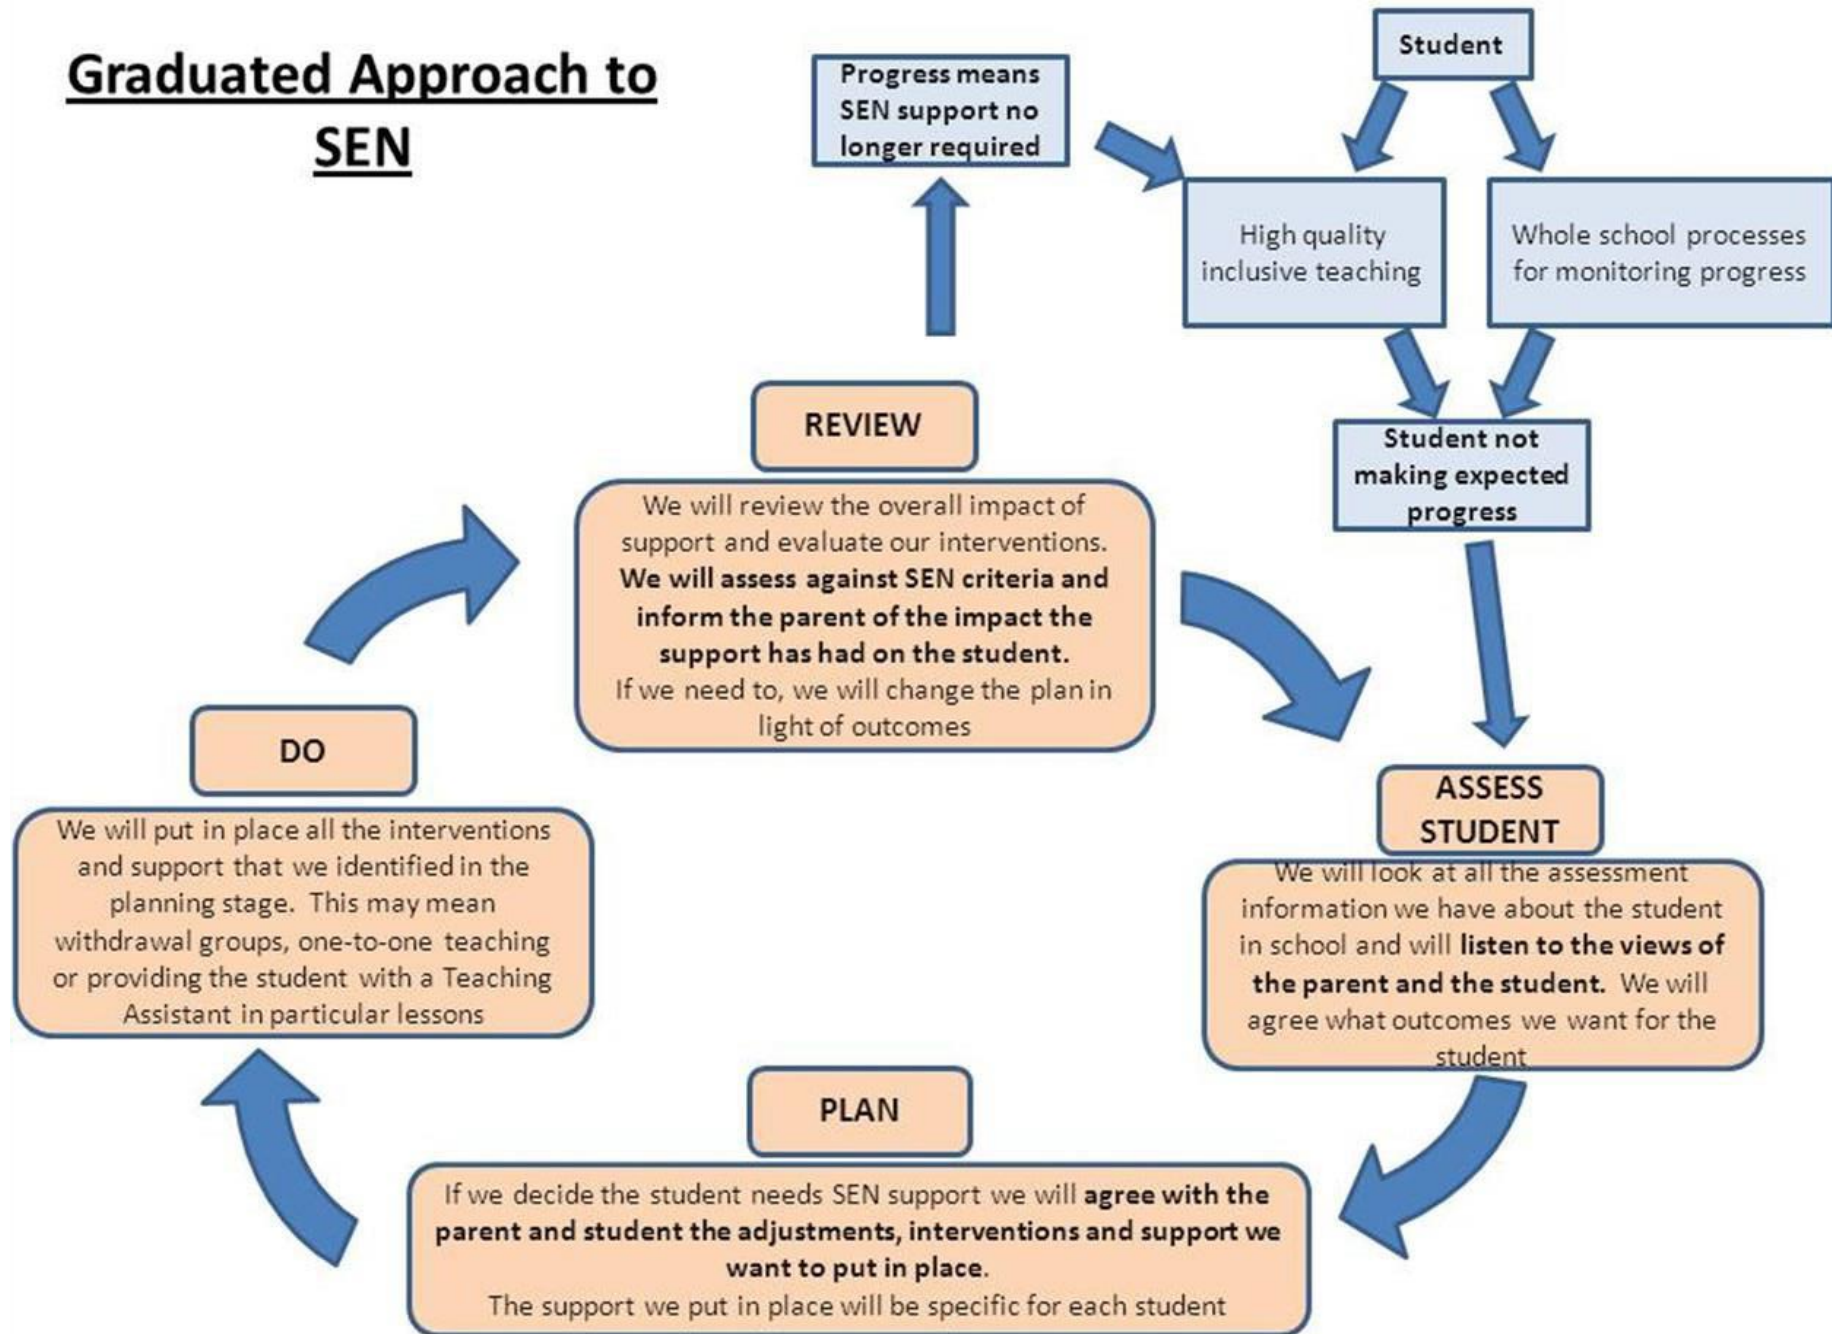 Graduated Approach to
SEN
Student
Progress means
SEN support no
longer required
High quality
inclusive teaching
Whole school processes
for monitoring progress
Student not
making expected
progress
REVIEW
We will review the overall impact of
support and evaluate our interventions.
We will assess against SEN criteria and
inform the parent of the impact the
support has had on the student.
If we need to, we will change the plan in
light of outcomes
ASSESS
STUDENT
We will look at all the assessment
information we have about the student
in school and will listen to the views of
the parent and the student. We will
agree what outcomes we want for the
student
PLAN
If we decide the student needs SEN support we will agree with the
parent and student the adjustments, interventions and support we
want to put in place.
The support we put in place will be specific for each student
DO
We will put in place all the interventions
and support that we identified in the
planning stage. This may mean
withdrawal groups, one-to-one teaching
or providing the student with a Teaching
Assistant in particular lessons